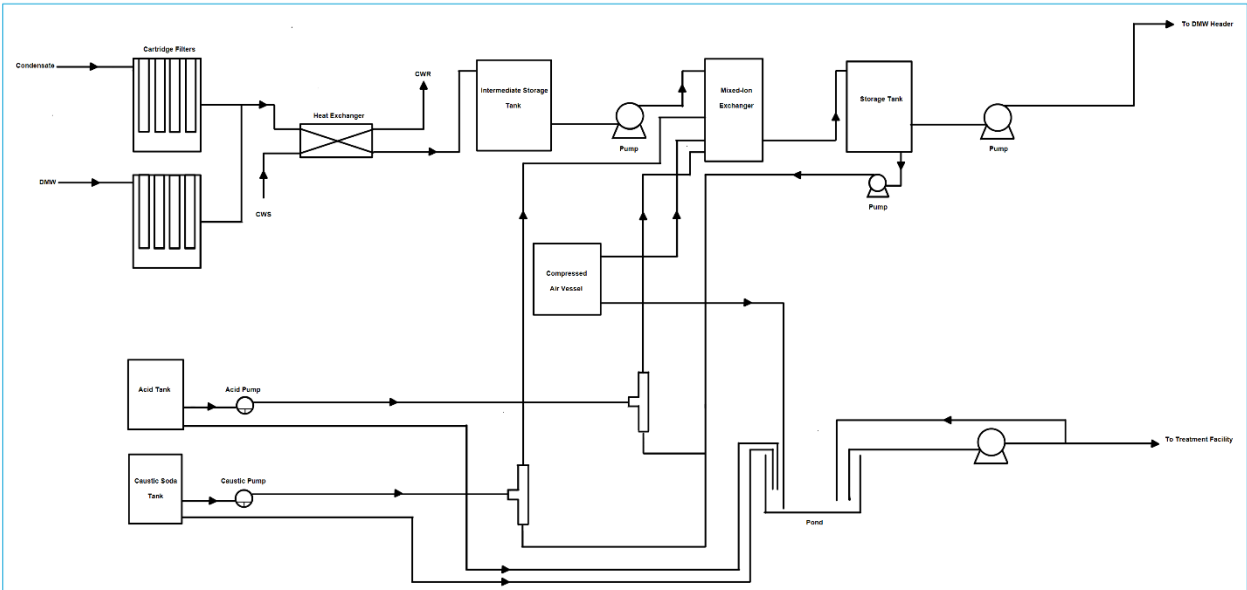 To DMW Header
Cartridge Filters
Condensate
CWR
Intermediate Storage
Tank
Mixed-Ion
Exchanger
Storage Tank
Heat Exchanger
Pump
Pump
DMW
CWS
Pump
Compressed
Air Vessel
Acid Tank
Acid Pump
To Treatment Facility
Caustic Soda
Tank
Caustic Pump
Pond